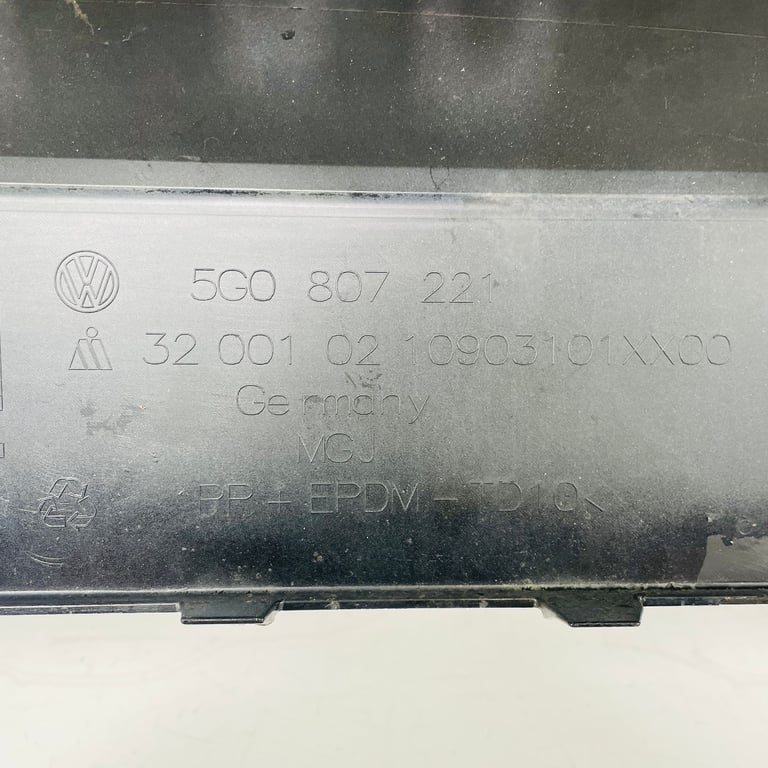 5G0 807 221
32 001 02 10903101XX00
Germany
MGJ
PP + EPDM - TD10<